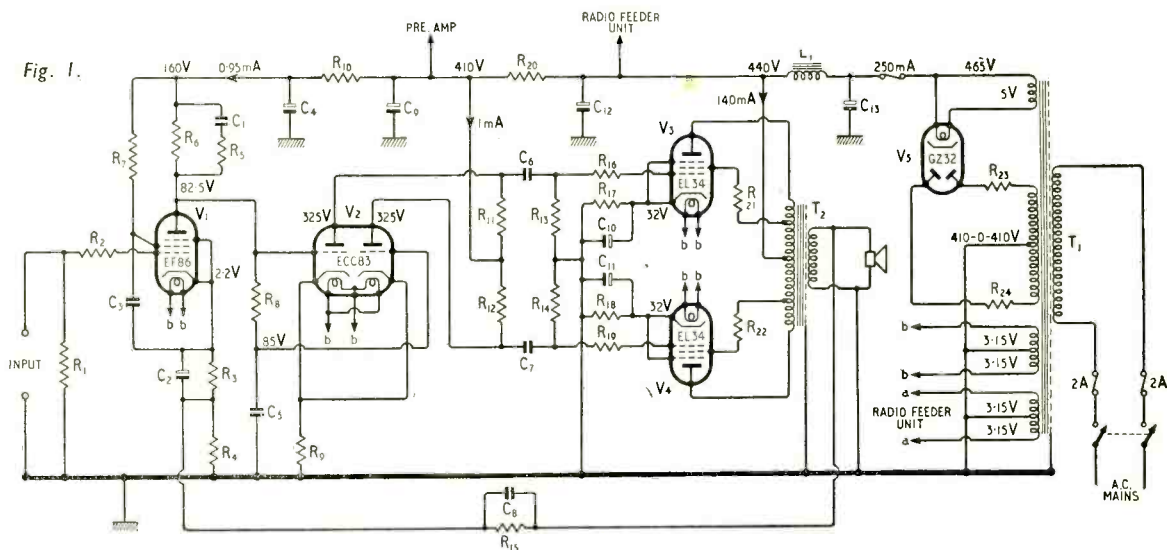 Fig. 1.
PRE. AMP
RADIO FEEDER
UNIT
160V
0·95mA
R10
410V
R20
440V
L1
250mA
465V
5V
C4
C9
C12
C13
140mA
1mA
R7
R6
C1
R5
82·5V
V1
EF86
2·2V
b b
R2
C3
INPUT
R1
C2
R3
R4
R8
85V
C5
325V
V2
325V
ECC83
b b
R9
R11
R12
C6
C7
R13
R14
R16
R17
C10
C11
R18
R19
32V
32V
V3
EL34
b b
b b
EL34
V4
R
21
R22
T2
V5
GZ32
R23
410-0-410V
R24
T1
b
3·15V
3·15V
b
a
RADIO FEEDER
UNIT
3·15V
3·15V
a
2A
2A
A.C.
MAINS
C8
R15